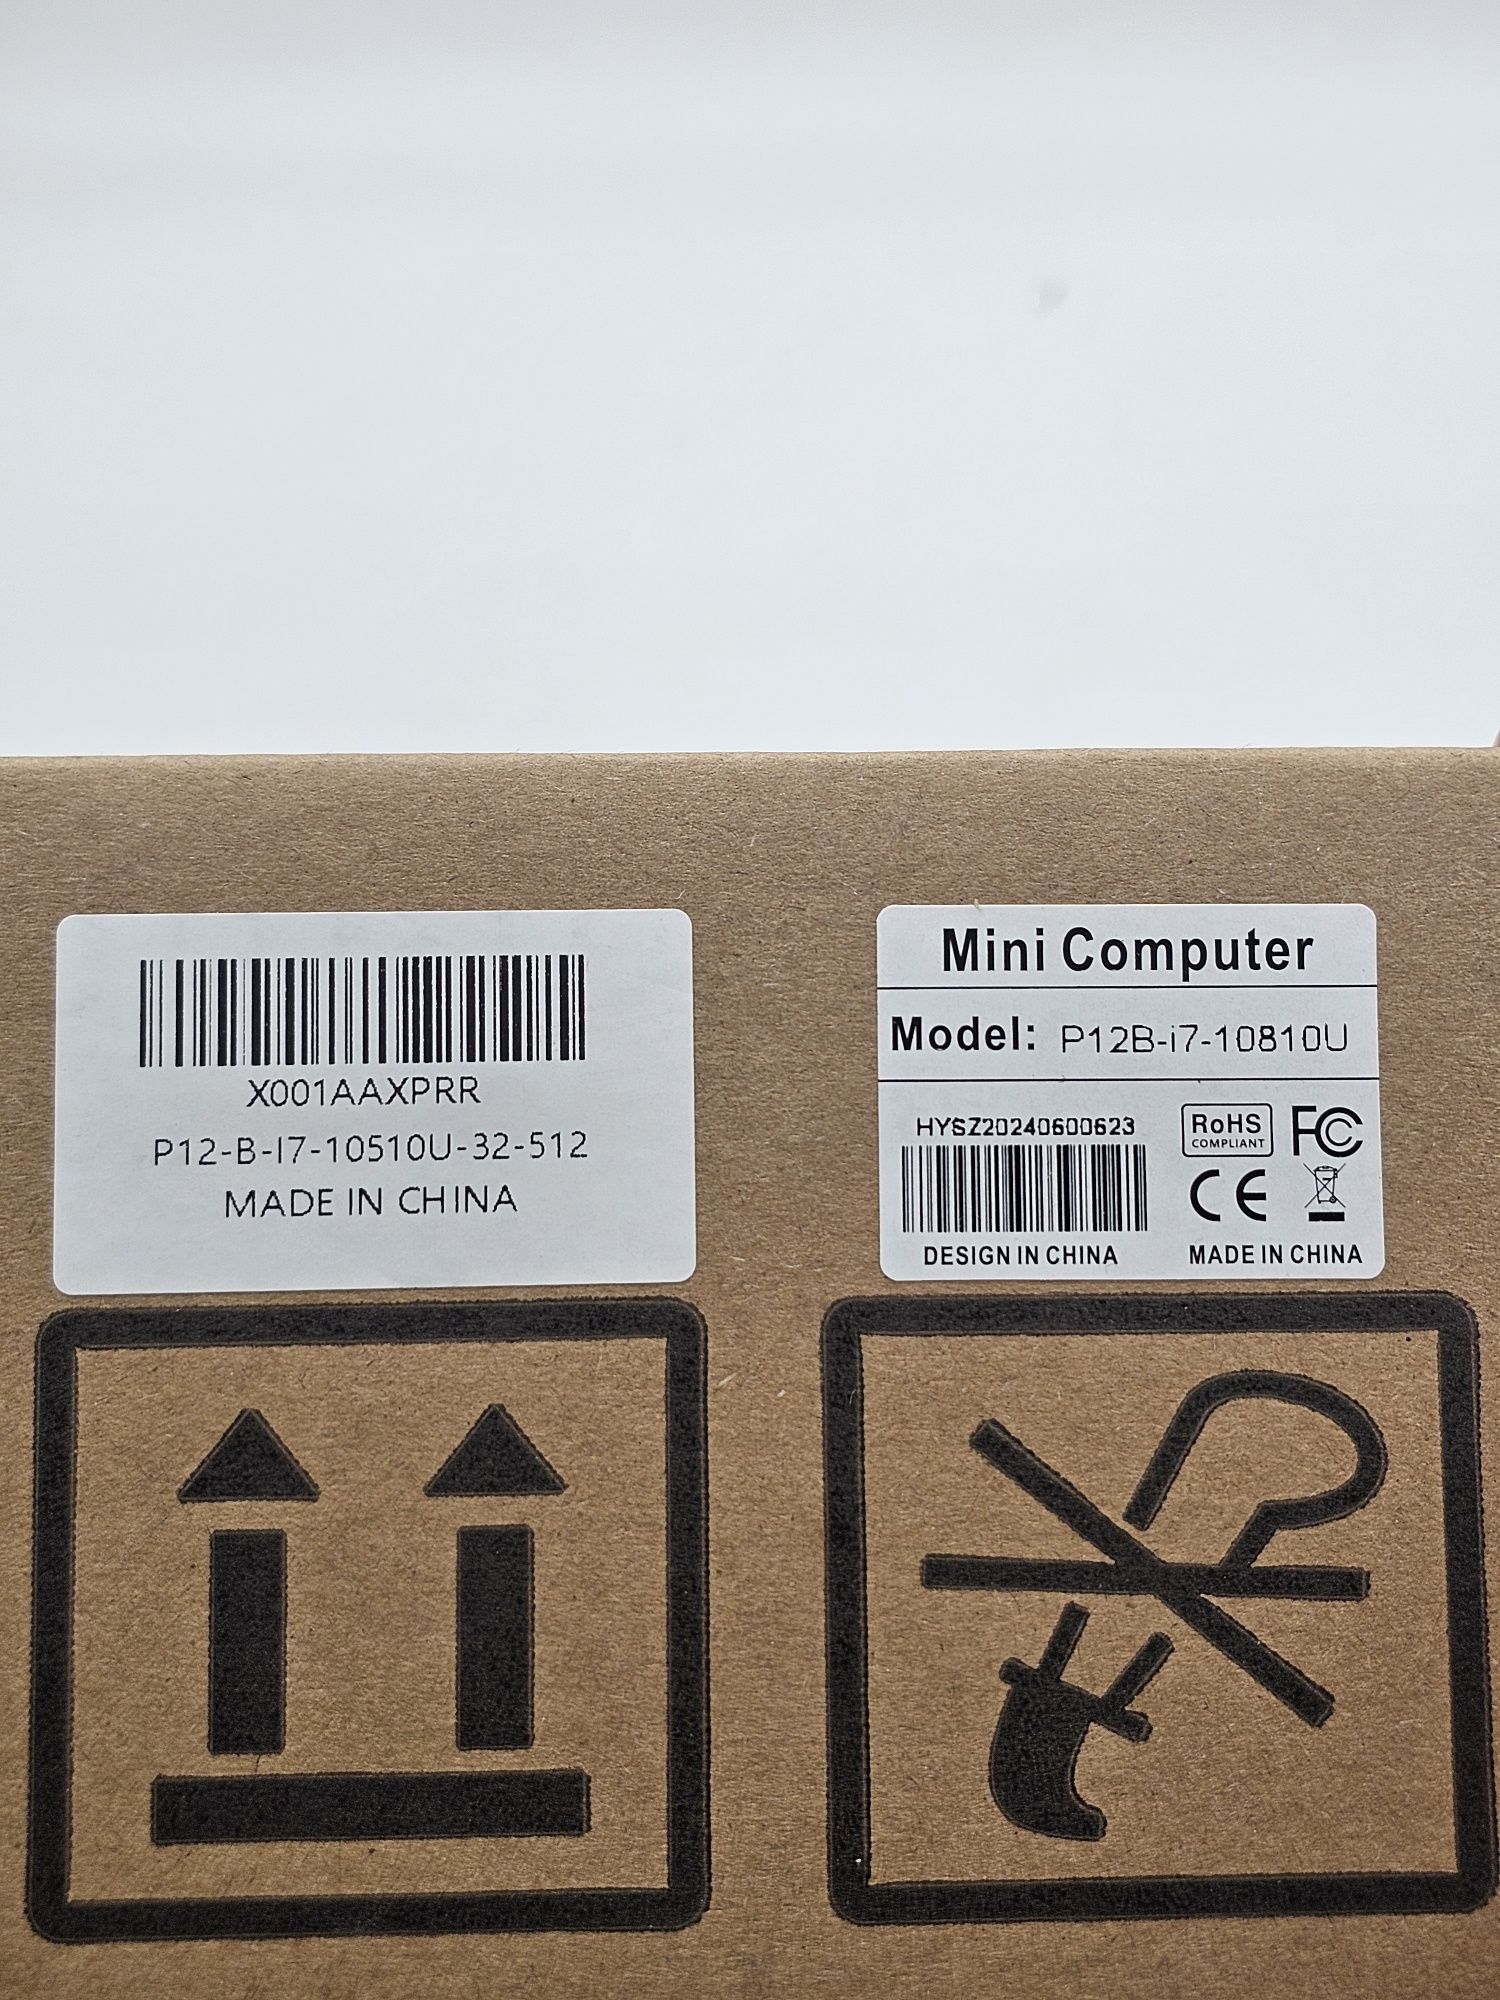 X001AAXPRR
P12-B-I7-10510U-32-512
MADE IN CHINA
Mini Computer
Model: P12B-i7-10810U
HYSZ20240600623
RoHS
COMPLIANT
FC
CE
DESIGN IN CHINA
MADE IN CHINA